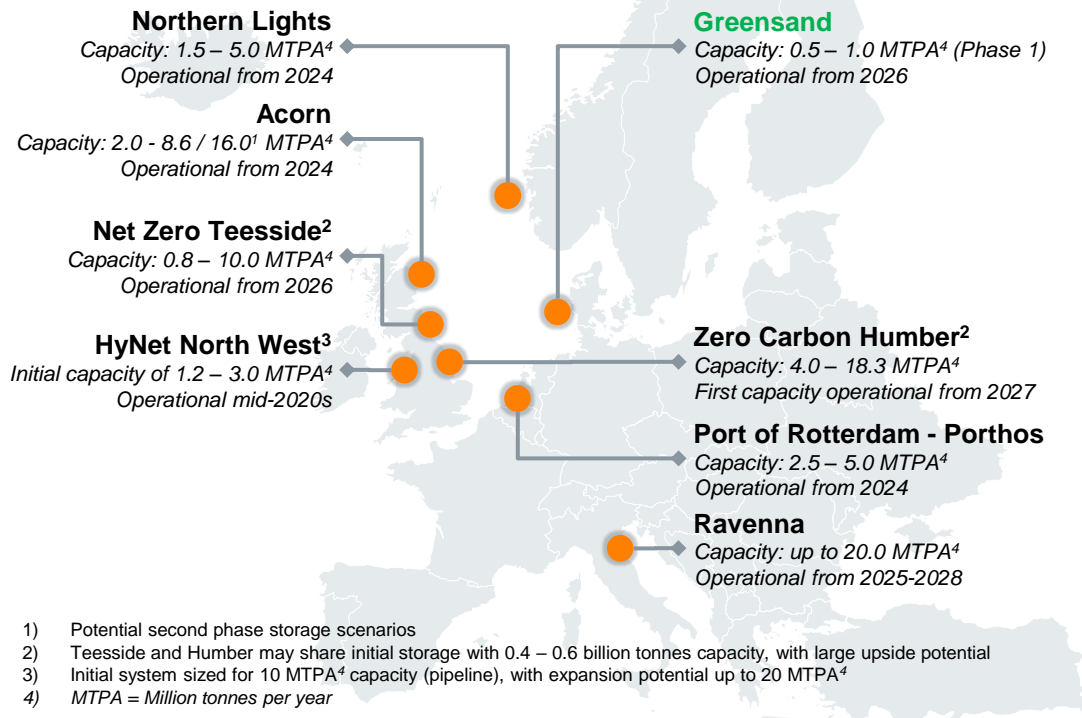 Northern Lights
Capacity: 1.5 – 5.0 MTPA⁴
Operational from 2024
Acorn
Capacity: 2.0 - 8.6 / 16.0¹ MTPA⁴
Operational from 2024
Net Zero Teesside²
Capacity: 0.8 – 10.0 MTPA⁴
Operational from 2026
HyNet North West³
Initial capacity of 1.2 – 3.0 MTPA⁴
Operational mid-2020s
Greensand
Capacity: 0.5 – 1.0 MTPA⁴ (Phase 1)
Operational from 2026
Zero Carbon Humber²
Capacity: 4.0 – 18.3 MTPA⁴
First capacity operational from 2027
Port of Rotterdam - Porthos
Capacity: 2.5 – 5.0 MTPA⁴
Operational from 2024
Ravenna
Capacity: up to 20.0 MTPA⁴
Operational from 2025-2028
1) Potential second phase storage scenarios
2) Teesside and Humber may share initial storage with 0.4 – 0.6 billion tonnes capacity, with large upside potential
3) Initial system sized for 10 MTPA⁴ capacity (pipeline), with expansion potential up to 20 MTPA⁴
4) MTPA = Million tonnes per year